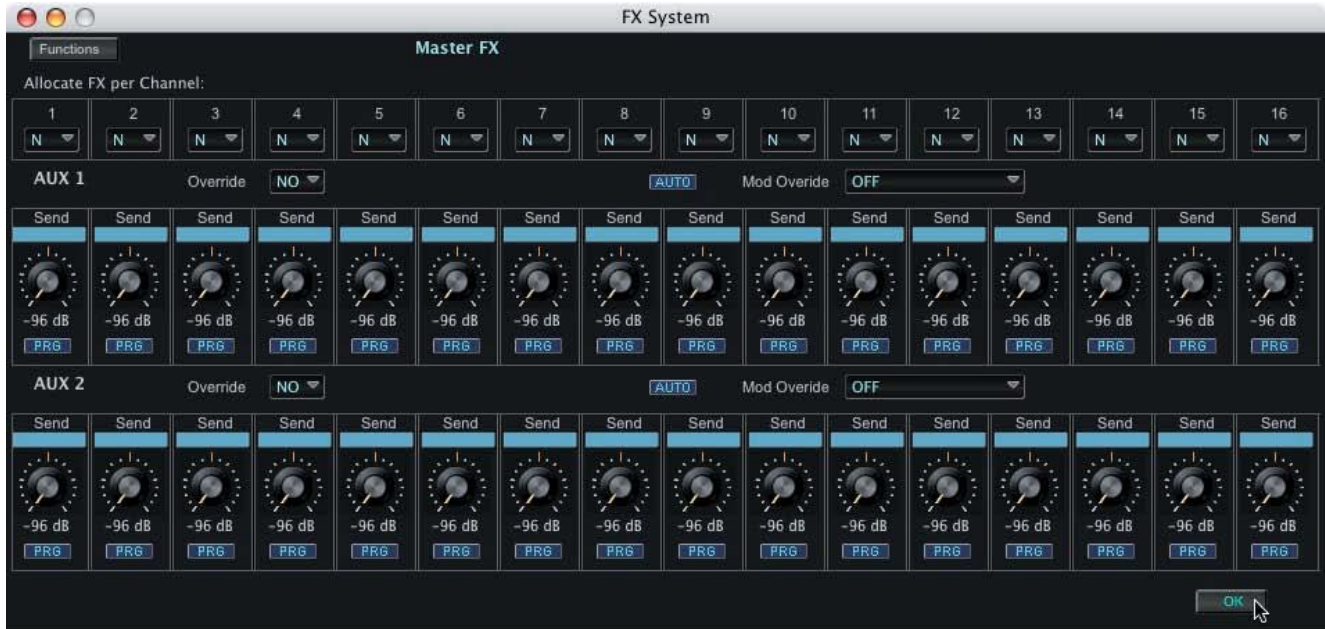 FX System
Functions Master FX
Allocate FX per Channel:
1 2 3 4 5 6 7 8 9 10 11 12 13 14 15 16
N N N N N N N N N N N N N N N N
AUX 1 Override NO AUTO Mod Overide OFF
Send Send Send Send Send Send Send Send Send Send Send Send Send Send Send Send
-96 dB -96 dB -96 dB -96 dB -96 dB -96 dB -96 dB -96 dB -96 dB -96 dB -96 dB -96 dB -96 dB -96 dB -96 dB -96 dB
PRG PRG PRG PRG PRG PRG PRG PRG PRG PRG PRG PRG PRG PRG PRG PRG
AUX 2 Override NO AUTO Mod Overide OFF
Send Send Send Send Send Send Send Send Send Send Send Send Send Send Send Send
-96 dB -96 dB -96 dB -96 dB -96 dB -96 dB -96 dB -96 dB -96 dB -96 dB -96 dB -96 dB -96 dB -96 dB -96 dB -96 dB
PRG PRG PRG PRG PRG PRG PRG PRG PRG PRG PRG PRG PRG PRG PRG PRG
OK